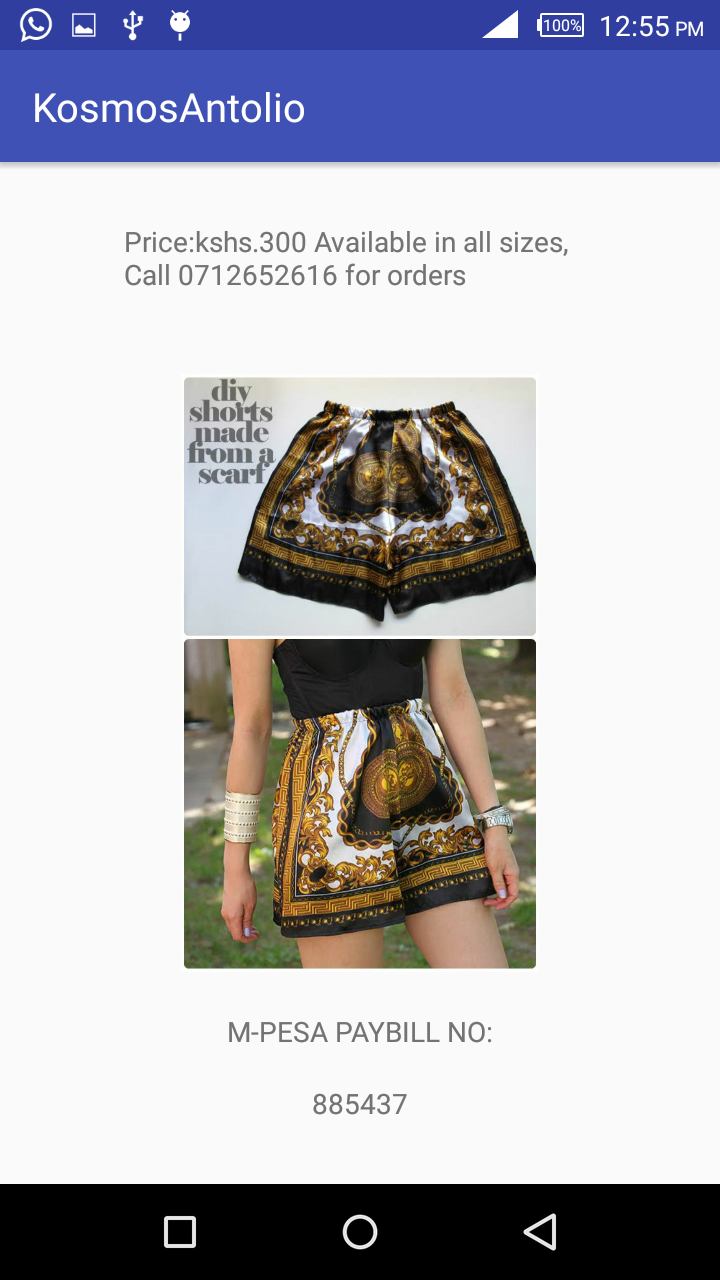 100%
12:55 PM
KosmosAntolio
Price:kshs.300 Available in all sizes,
Call 0712652616 for orders
diy
shorts
made
from a
scarf
M-PESA PAYBILL NO:
885437